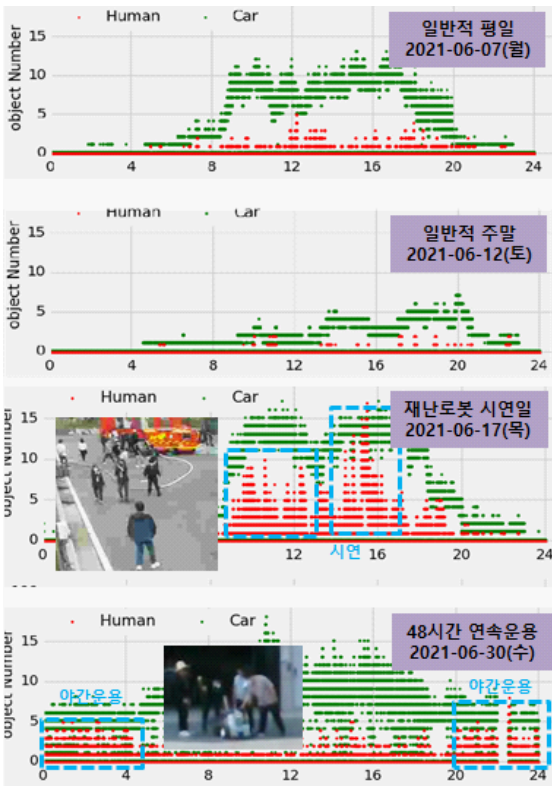 Human Car
일반적 평일
2021-06-07(월)
object Number
15
10
5
0
0 4 8 12 16 20 24
Human Car
일반적 주말
2021-06-12(토)
object Number
15
10
5
0
0 4 8 12 16 20 24
Human Car
재난로봇 시연일
2021-06-17(목)
object Number
15
10
5
0
0 12 16 20 24
시연
Human Car
48시간 연속운용
2021-06-30(수)
object Number
15
10
5
0
야간운용
야간운용
0 4 8 12 16 20 24